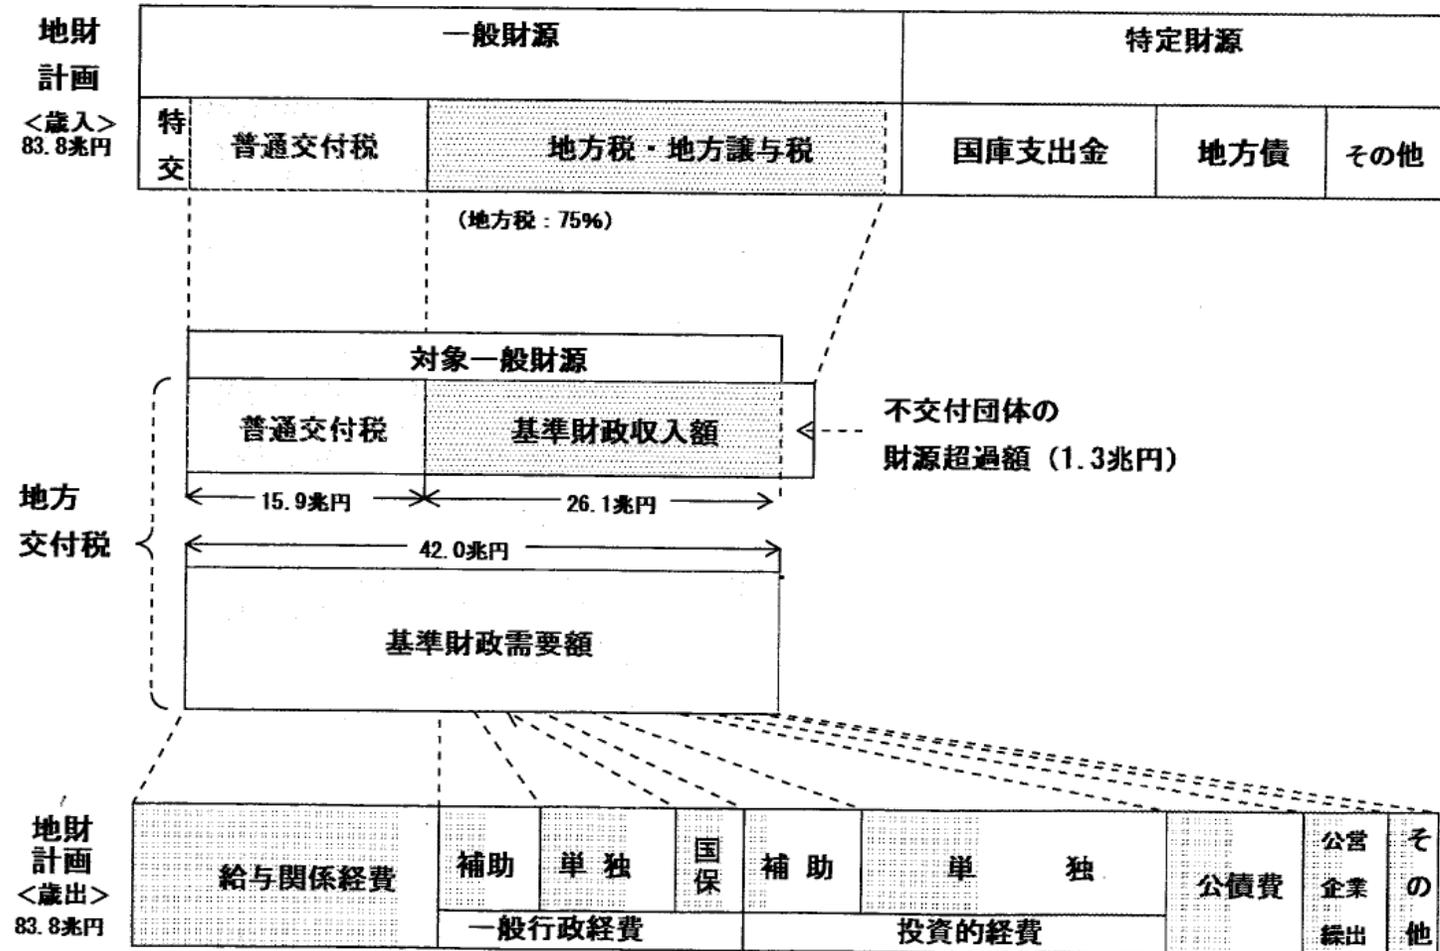 地財
計画
<歳入>
83.8兆円
一般財源
特定財源
特
交
普通交付税
地方税・地方譲与税
国庫支出金
地方債
その他
(地方税：75%)
対象一般財源
普通交付税
基準財政収入額
不交付団体の
財源超過額（1.3兆円）
15.9兆円
26.1兆円
地方
交付税
42.0兆円
基準財政需要額
地財
計画
<歳出>
83.8兆円
給与関係経費
補助
単 独
国
保
補 助
単 独
公債費
公営
企業
繰出
そ
の
他
一般行政経費
投資的経費